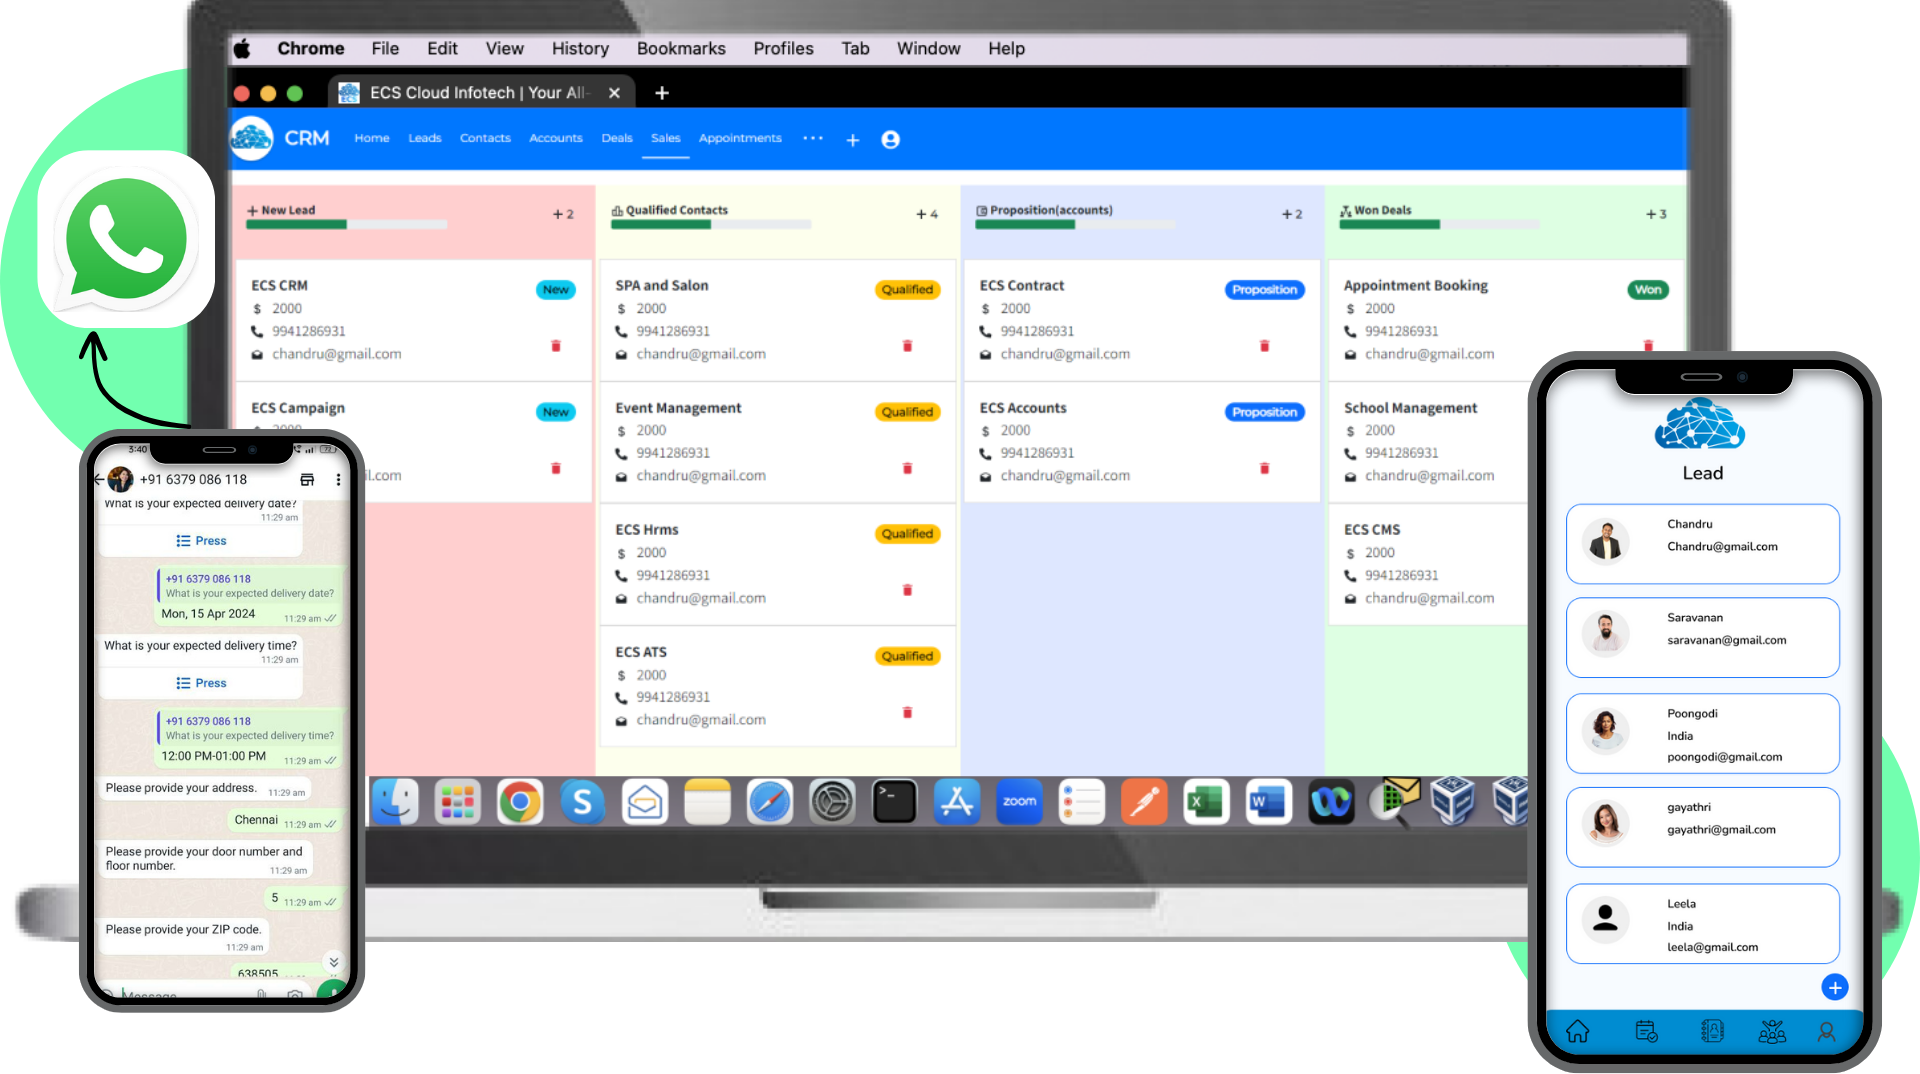 Chrome File Edit View History Bookmarks Profiles Tab Window Help
ECS Cloud Infotech | Your All-
CRM Home Leads Contacts Accounts Deals Sales Appointments
New Lead +2
Qualified Contacts +4
Proposition(accounts) +2
Won Deals +3
ECS CRM New
$ 2000
9941286931
chandru@gmail.com
ECS Campaign New
$ 2000
il.com
SPA and Salon Qualified
$ 2000
9941286931
chandru@gmail.com
Event Management Qualified
$ 2000
9941286931
chandru@gmail.com
ECS Hrms Qualified
$ 2000
9941286931
chandru@gmail.com
ECS ATS Qualified
$ 2000
9941286931
chandru@gmail.com
ECS Contract Proposition
$ 2000
9941286931
chandru@gmail.com
ECS Accounts Proposition
$ 2000
9941286931
chandru@gmail.com
Appointment Booking Won
$ 2000
9941286931
chandru@gmail.com
School Management
$ 2000
9941286931
chandru@gmail.com
ECS CMS
$ 2000
9941286931
chandru@gmail.com
zoom
3:40
+91 6379 086 118
What is your expected delivery date?
11:29 am
Press
+91 6379 086 118
What is your expected delivery date?
Mon, 15 Apr 2024 11:29 am
What is your expected delivery time?
11:29 am
Press
+91 6379 086 118
What is your expected delivery time?
12:00 PM-01:00 PM 11:29 am
Please provide your address. 11:29 am
Chennai 11:29 am
Please provide your door number and
floor number. 11:29 am
5 11:29 am
Please provide your ZIP code.
11:29 am
638505
Message
Lead
Chandru
Chandru@gmail.com
Saravanan
saravanan@gmail.com
Poongodi
India
poongodi@gmail.com
gayathri
gayathri@gmail.com
Leela
India
leela@gmail.com